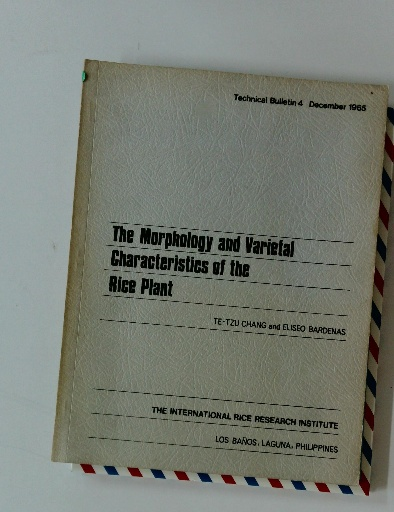 Technical Bulletin 4 December 1965
The Morphology and Varietal
Characteristics of the
Rice Plant
TE-TZU CHANG and ELISEO BARDENAS
THE INTERNATIONAL RICE RESEARCH INSTITUTE
LOS BAÑOS, LAGUNA, PHILIPPINES